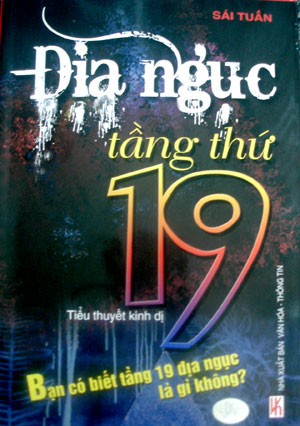 SÁI TUẤN
Địa ngục
tầng thứ
19
Tiểu thuyết kinh dị
NHÀ XUẤT BẢN VĂN HÓA - THÔNG TIN
Bạn có biết tầng 19 địa ngục
là gì không?